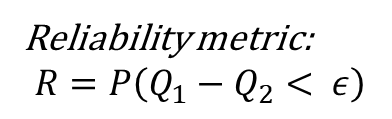 Reliability metric:
R = P(Q₁ − Q₂ < ϵ)